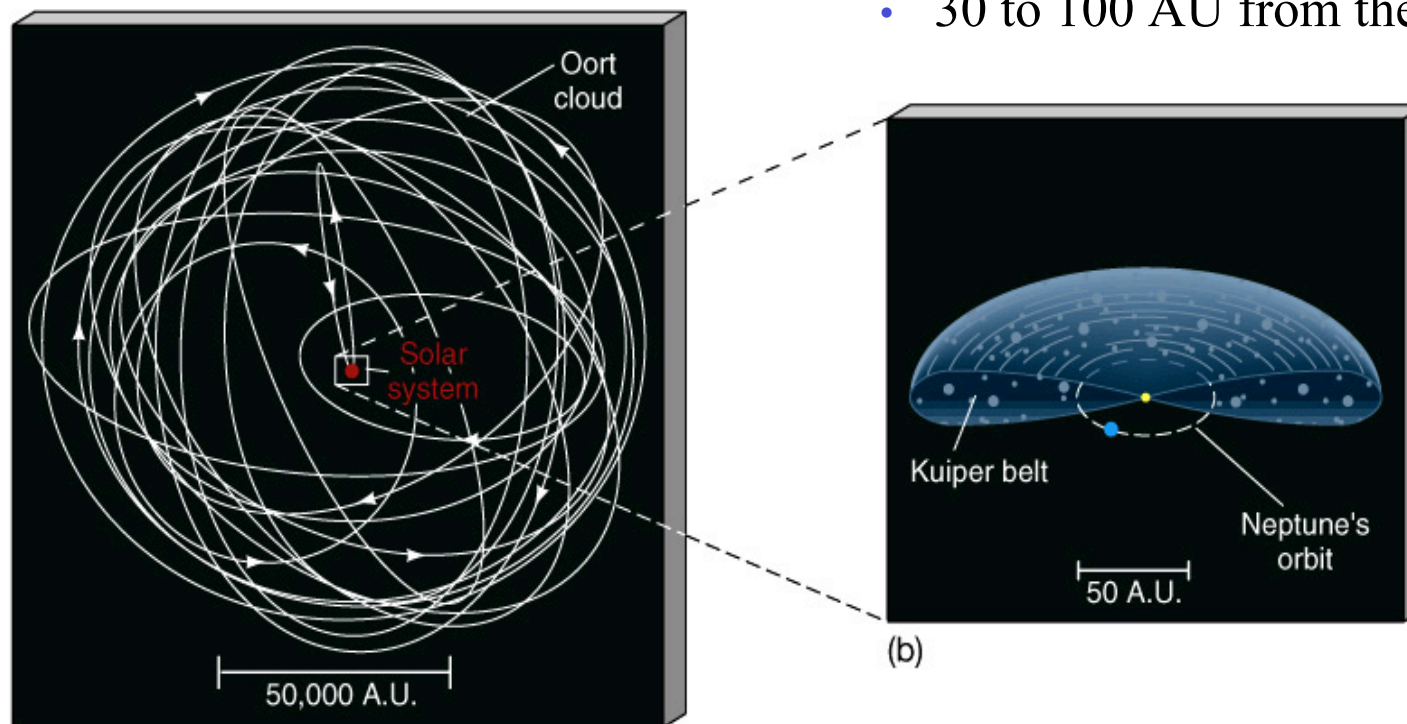 • 30 to 100 AU from the
Oort
cloud
Solar
system
50,000 A.U.
Kuiper belt
Neptune's
orbit
50 A.U.
(b)